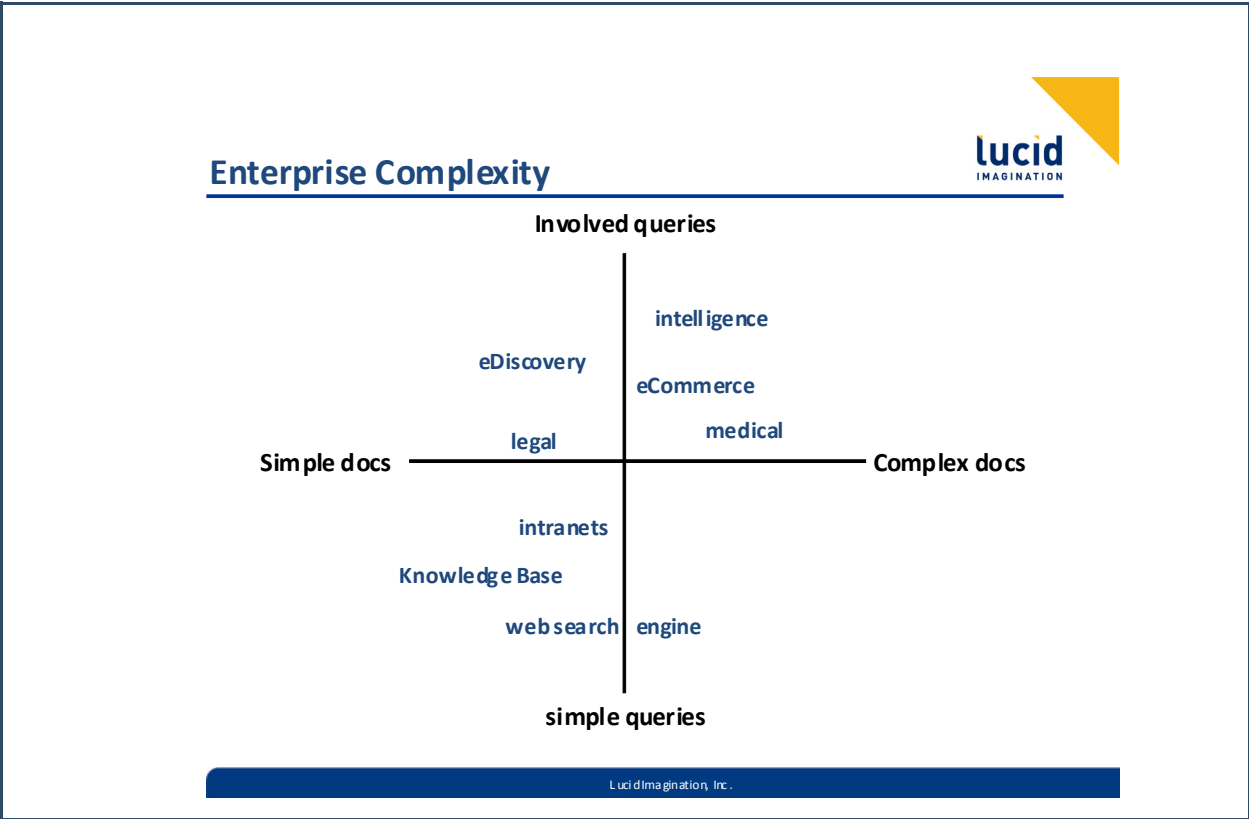 lucid
IMAGINATION
Enterprise Complexity
Involved queries
intelligence
eDiscovery
eCommerce
medical
legal
Simple docs
Complex docs
intranets
Knowledge Base
web search engine
simple queries
Lucid Imagination, Inc.